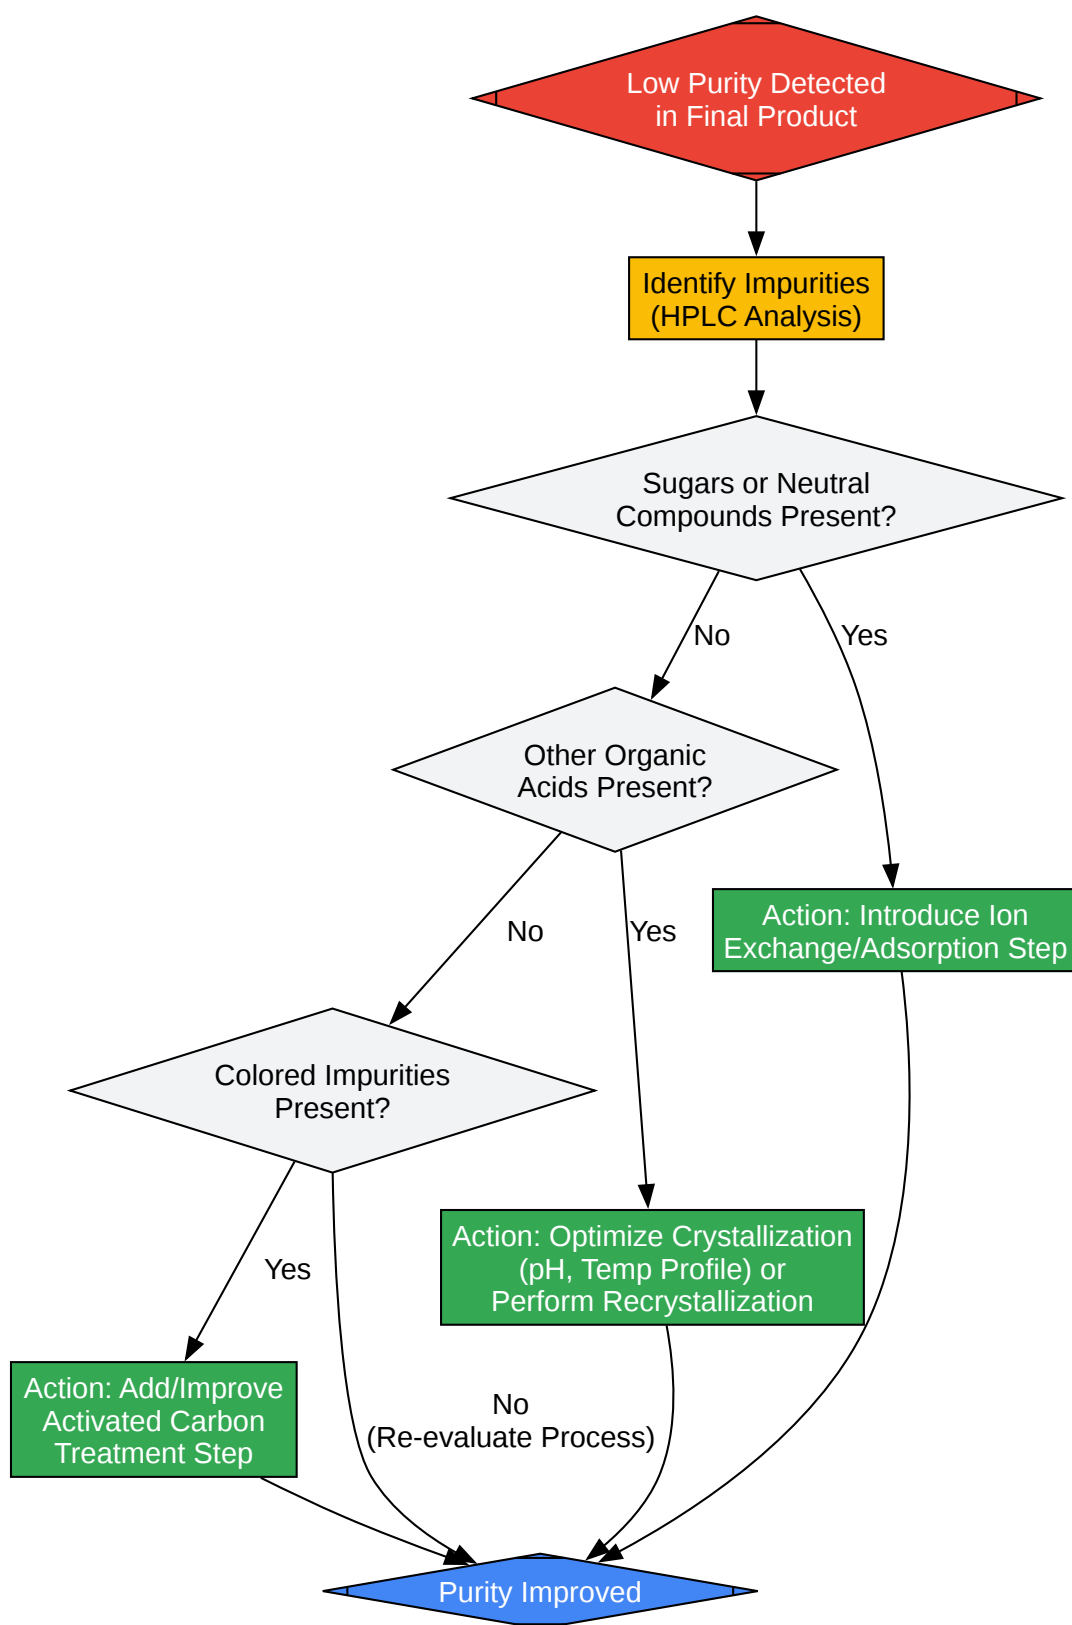 Low Purity Detected
in Final Product
Identify Impurities
(HPLC Analysis)
Sugars or Neutral
Compounds Present?
No
Yes
Other Organic
Acids Present?
Action: Introduce Ion
Exchange/Adsorption Step
No
Yes
Colored Impurities
Present?
Action: Optimize Crystallization
(pH, Temp Profile) or
Perform Recrystallization
Yes
Action: Add/Improve
Activated Carbon
Treatment Step
No
(Re-evaluate Process)
Purity Improved